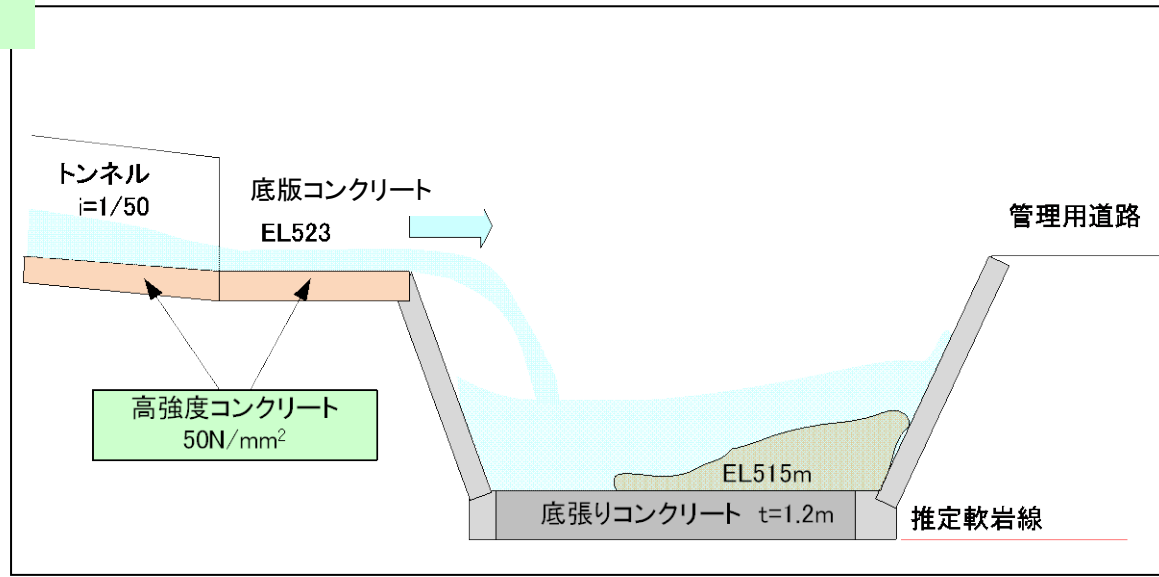 トンネル
i=1/50
底版コンクリート
EL523
管理用道路
高強度コンクリート
50N/mm²
EL515m
底張りコンクリート t=1.2m
推定軟岩線